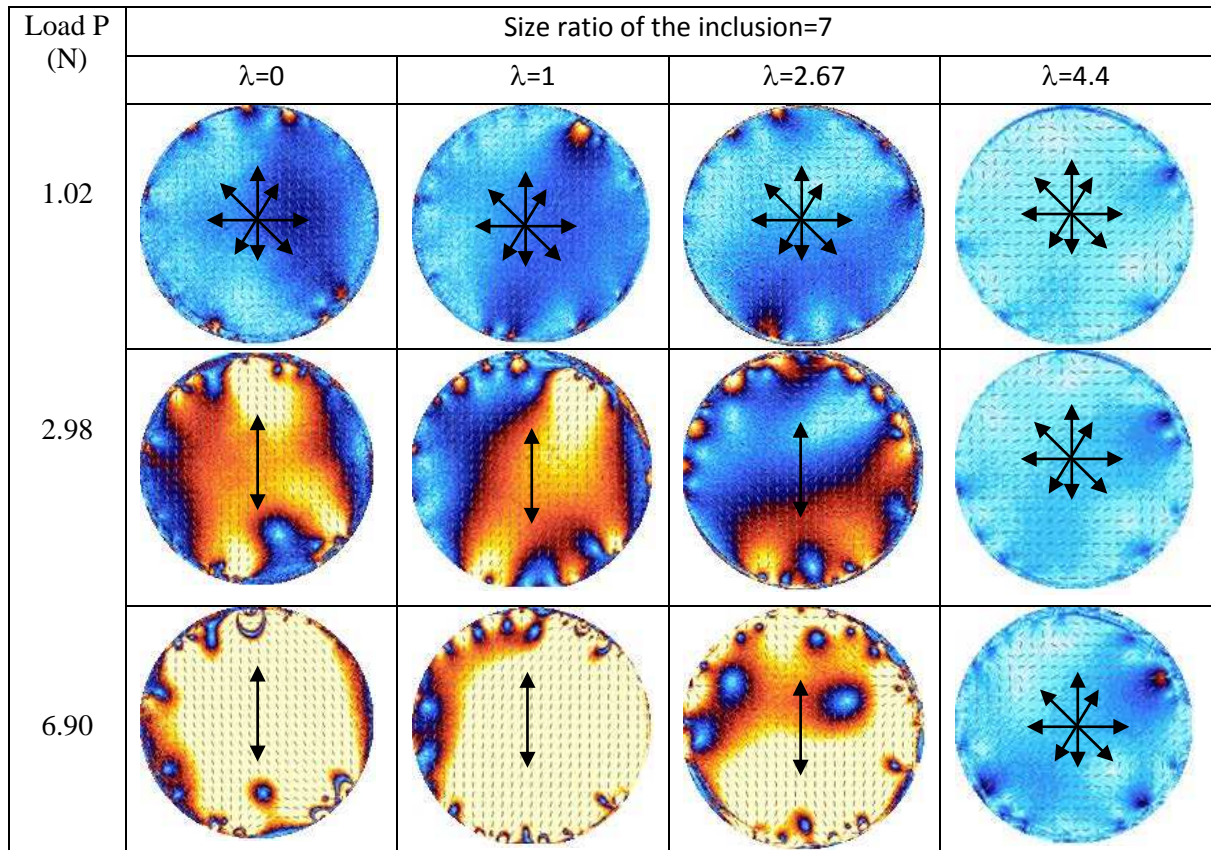 Load P
(N)
Size ratio of the inclusion=7
λ=0
λ=1
λ=2.67
λ=4.4
1.02
2.98
6.90